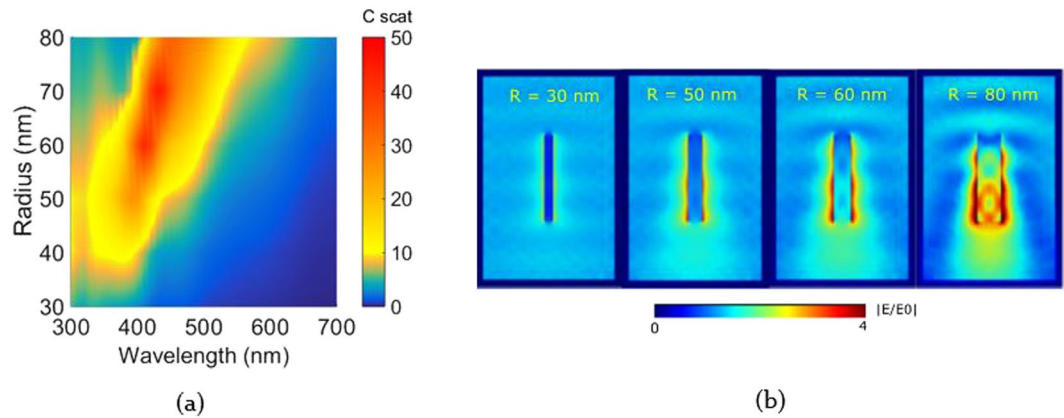 C scat
80
70
60
50
40
30
Radius (nm)
300 400 500 600 700
Wavelength (nm)
50
40
30
20
10
0
(a)
R = 30 nm R = 50 nm R = 60 nm R = 80 nm
0 4 |E/E0|
(b)